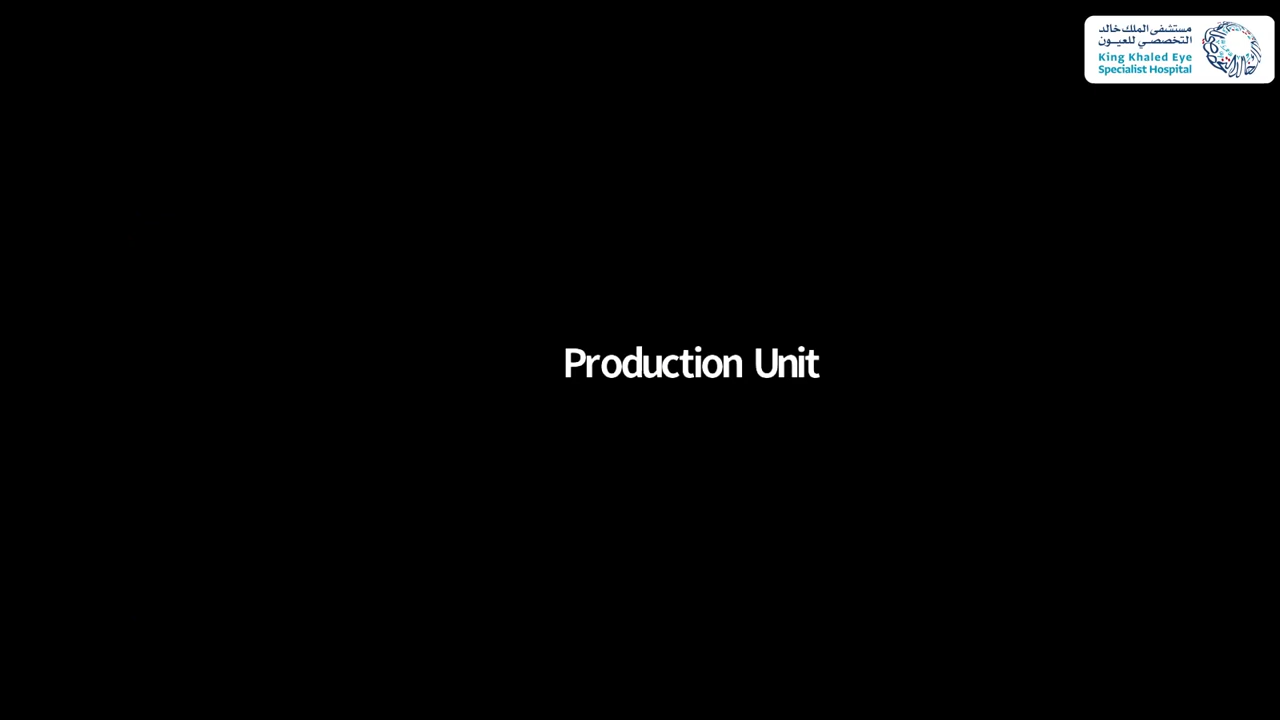 مستشفى الملك خالد
التخصصي للعيون
King Khaled Eye
Specialist Hospital
Production Unit